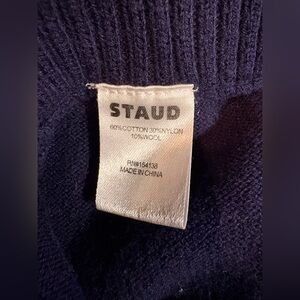 STAUD
60%COTTON 30%NYLON
10%WOOL
RN#154138
MADE IN CHINA